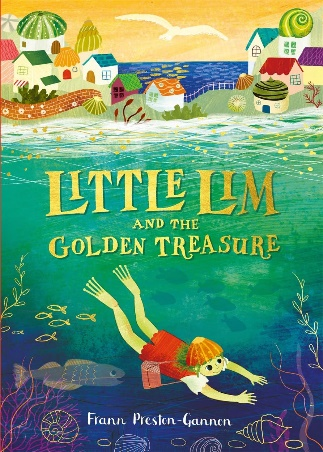 LITTLE LIM
AND THE
GOLDEN TREASURE
Frann Preston-Gannon